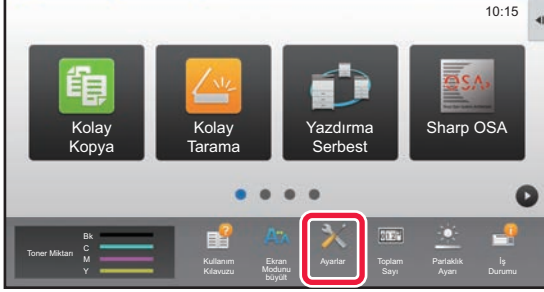 10:15
Kolay
Kopya
Kolay
Tarama
Yazdırma
Serbest
Sharp OSA
Toner Miktarı
Bk
C
M
Y
Kullanım
Kılavuzu
Ekran
Modunu
büyült
Ayarlar
Toplam
Sayı
Parlaklık
Ayarı
İş
Durumu